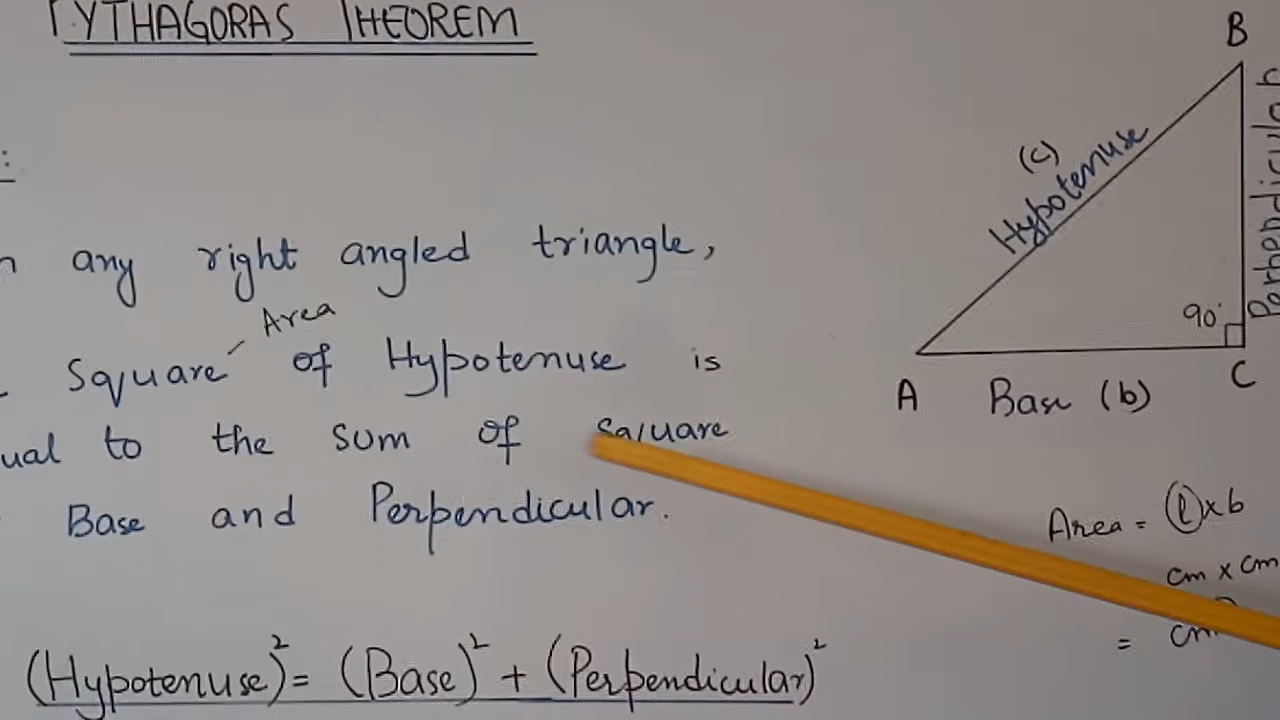 PYTHAGORAS THEOREM
:
any right angled triangle,
Area
Square of Hypotenuse is
ual to the sum of square
Base and Perpendicular.
(Hypotenuse)² = (Base)² + (Perpendicular)²
B
(c)
Hypotenuse
90°
A
Base (b)
C
Area = l × b
cm × cm
=